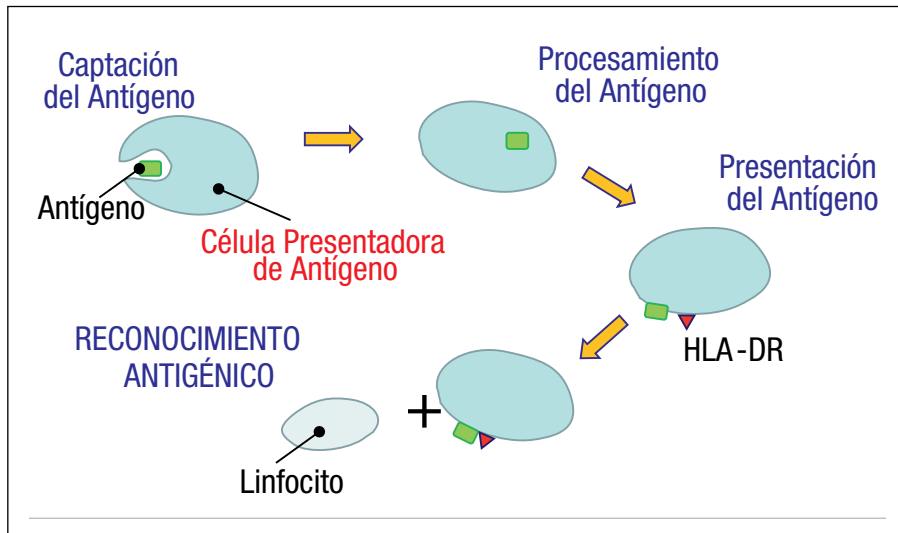 Captación
del Antígeno
Antígeno
Célula Presentadora
de Antígeno
Procesamiento
del Antígeno
Presentación
del Antígeno
HLA-DR
RECONOCIMIENTO
ANTIGÉNICO
Linfocito
+